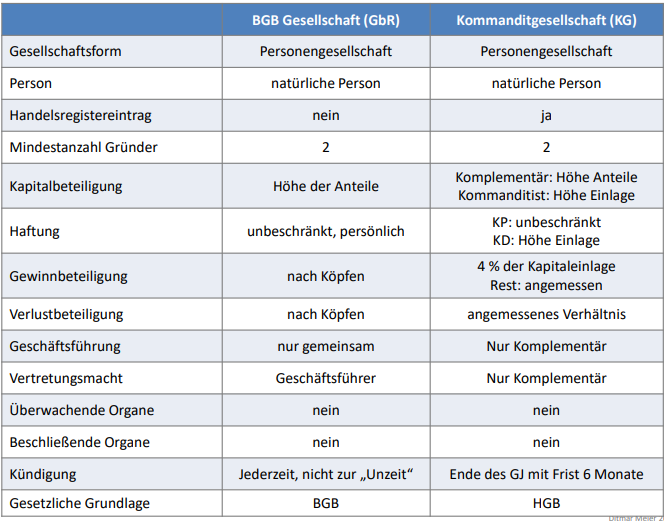 BGB Gesellschaft (GbR) Kommanditgesellschaft (KG)
Gesellschaftsform Personengesellschaft Personengesellschaft
Person natürliche Person natürliche Person
Handelsregistereintrag nein ja
Mindestanzahl Gründer 2 2
Kapitalbeteiligung Höhe der Anteile Komplementär: Höhe Anteile
Kommanditist: Höhe Einlage
Haftung unbeschränkt, persönlich KP: unbeschränkt
KD: Höhe Einlage
Gewinnbeteiligung nach Köpfen 4 % der Kapitaleinlage
Rest: angemessen
Verlustbeteiligung nach Köpfen angemessenes Verhältnis
Geschäftsführung nur gemeinsam Nur Komplementär
Vertretungsmacht Geschäftsführer Nur Komplementär
Überwachende Organe nein nein
Beschließende Organe nein nein
Kündigung Jederzeit, nicht zur „Unzeit“ Ende des GJ mit Frist 6 Monate
Gesetzliche Grundlage BGB HGB
Ditmar Meier